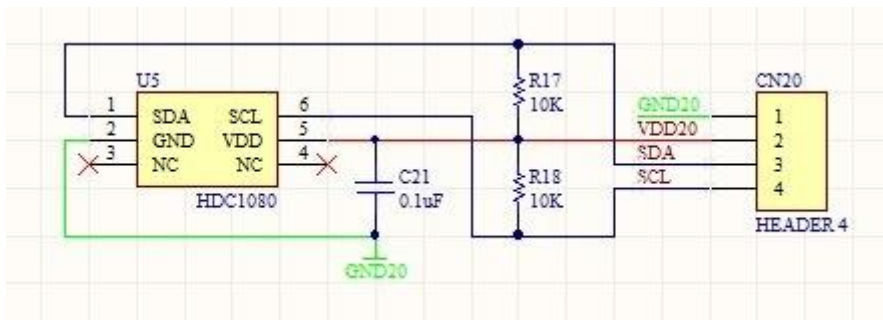 U5
1 SDA SCL 6
2 GND VDD 5
3 NC NC 4
HDC1080
C21
0.1uF
GND20
R17
10K
R18
10K
CN20
GND20 1
VDD20 2
SDA 3
SCL 4
HEADER 4